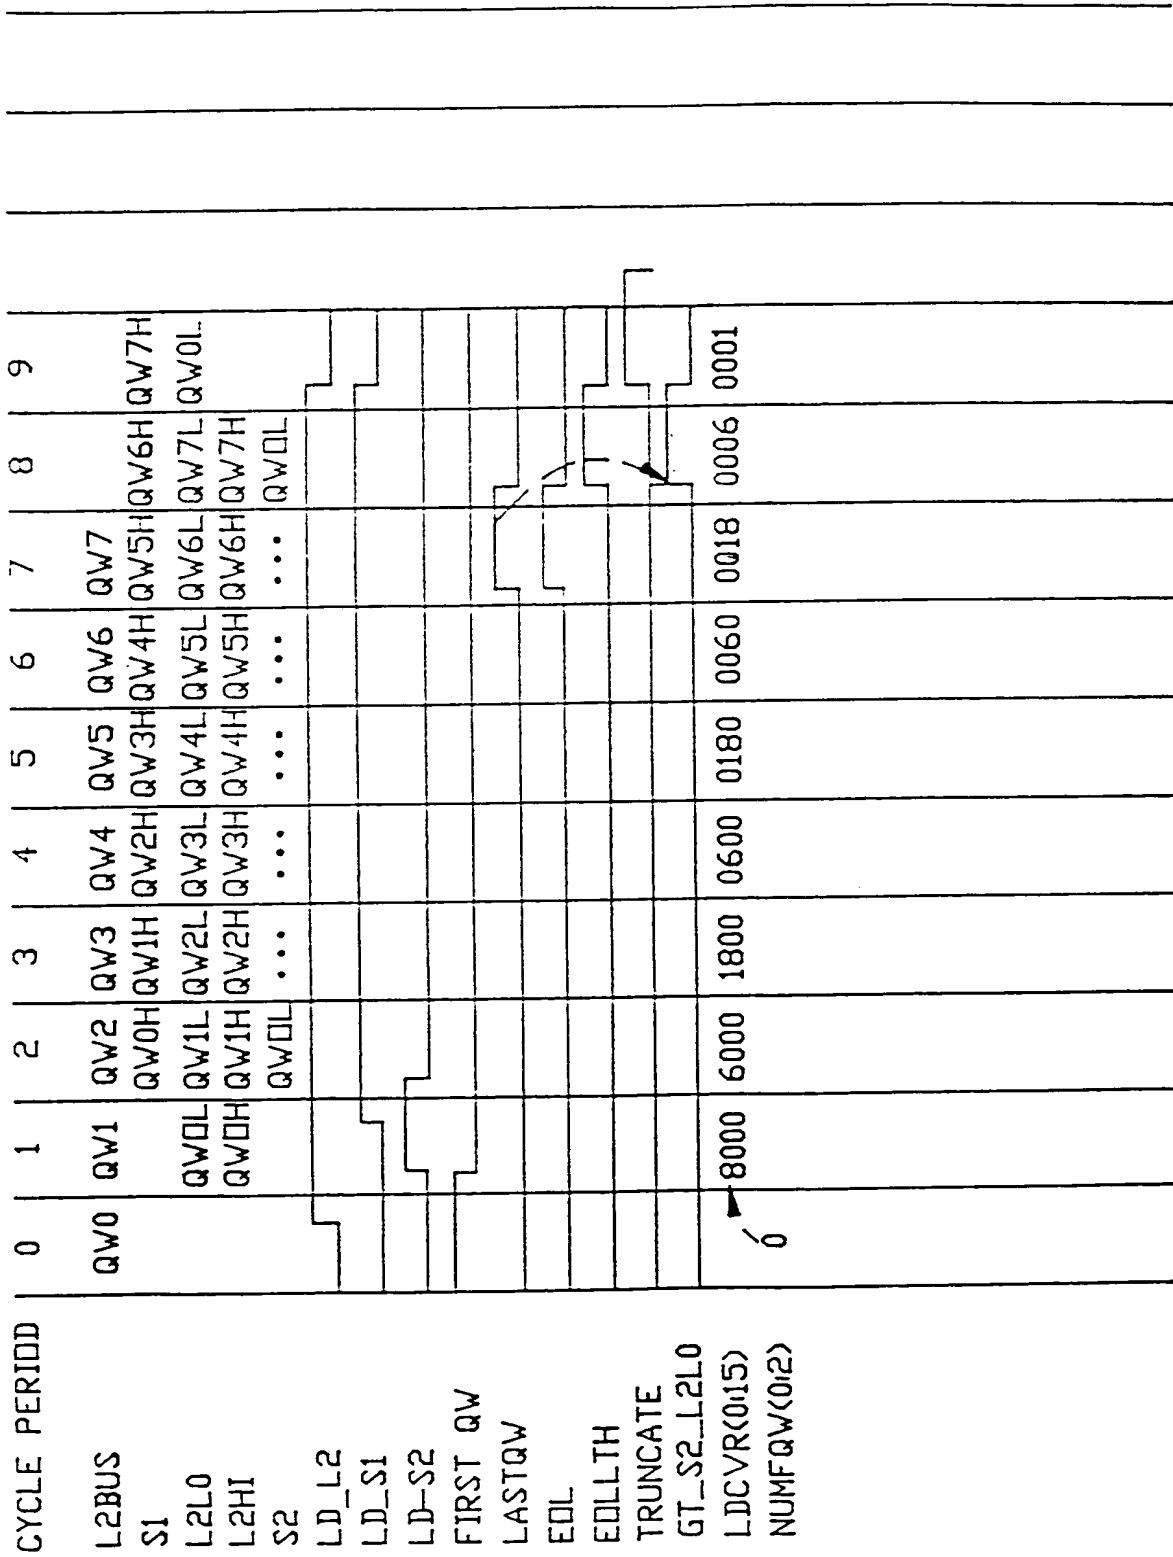 CYCLE PERIOD 0 1 2 3 4 5 6 7 8 9
L2BUS QW0 QW1 QW2 QW3 QW4 QW5 QW6 QW7
S1 QW0H QW1H QW2H QW3H QW4H QW5H QW6H QW7H
L2LO QW0L QW1L QW2L QW3L QW4L QW5L QW6L QW7L QW0L
L2HI QW0H QW1H QW2H QW3H QW4H QW5H QW6H QW7H
S2 QW0L ... ... ... ... ... QW0L
LD_L2
LD_S1
LD-S2
FIRST QW
LASTQW
EOL
EOLLTH
TRUNCATE
GT_S2_L2LO
LDCVR(0:15) 8000 6000 1800 0600 0180 0060 0018 0006 0001
NUMFQW(0:2) 0